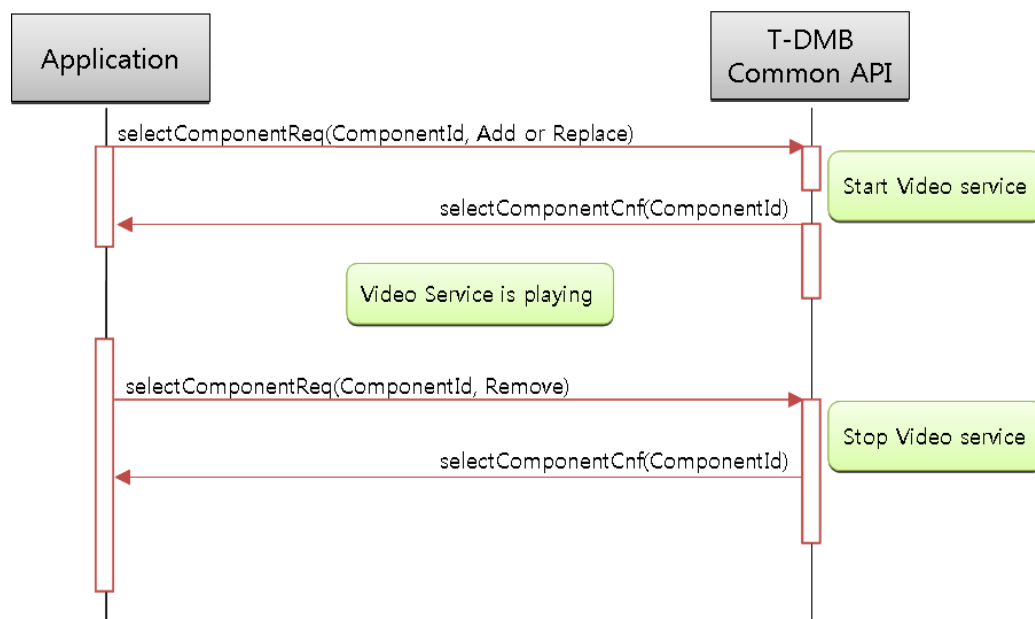 Application
T-DMB
Common API
selectComponentReq(ComponentId, Add or Replace)
Start Video service
selectComponentCnf(ComponentId)
Video Service is playing
selectComponentReq(ComponentId, Remove)
Stop Video service
selectComponentCnf(ComponentId)